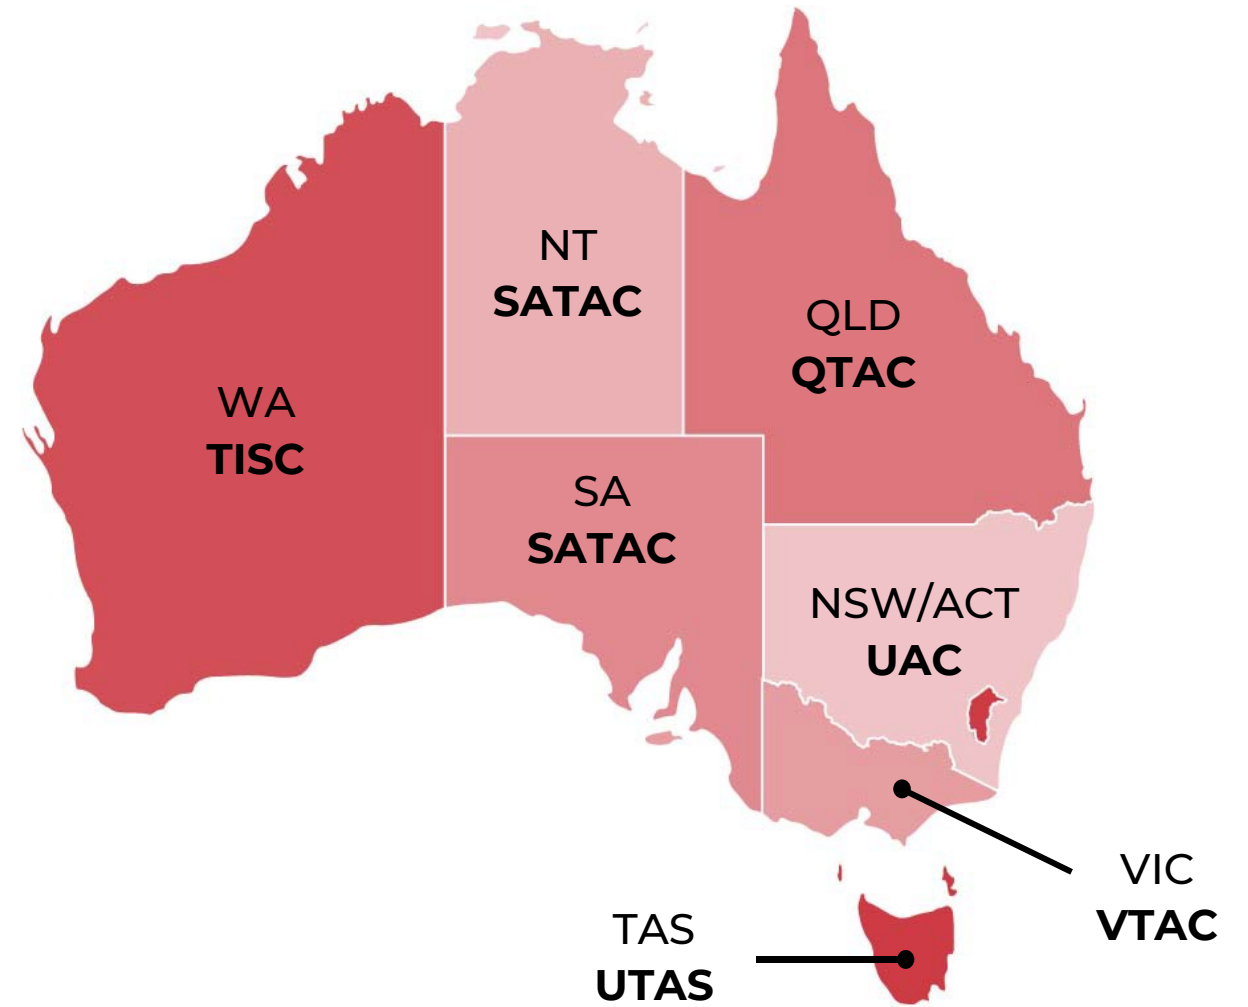 NT
SATAC
QLD
QTAC
WA
TISC
SA
SATAC
NSW/ACT
UAC
VIC
VTAC
TAS
UTAS